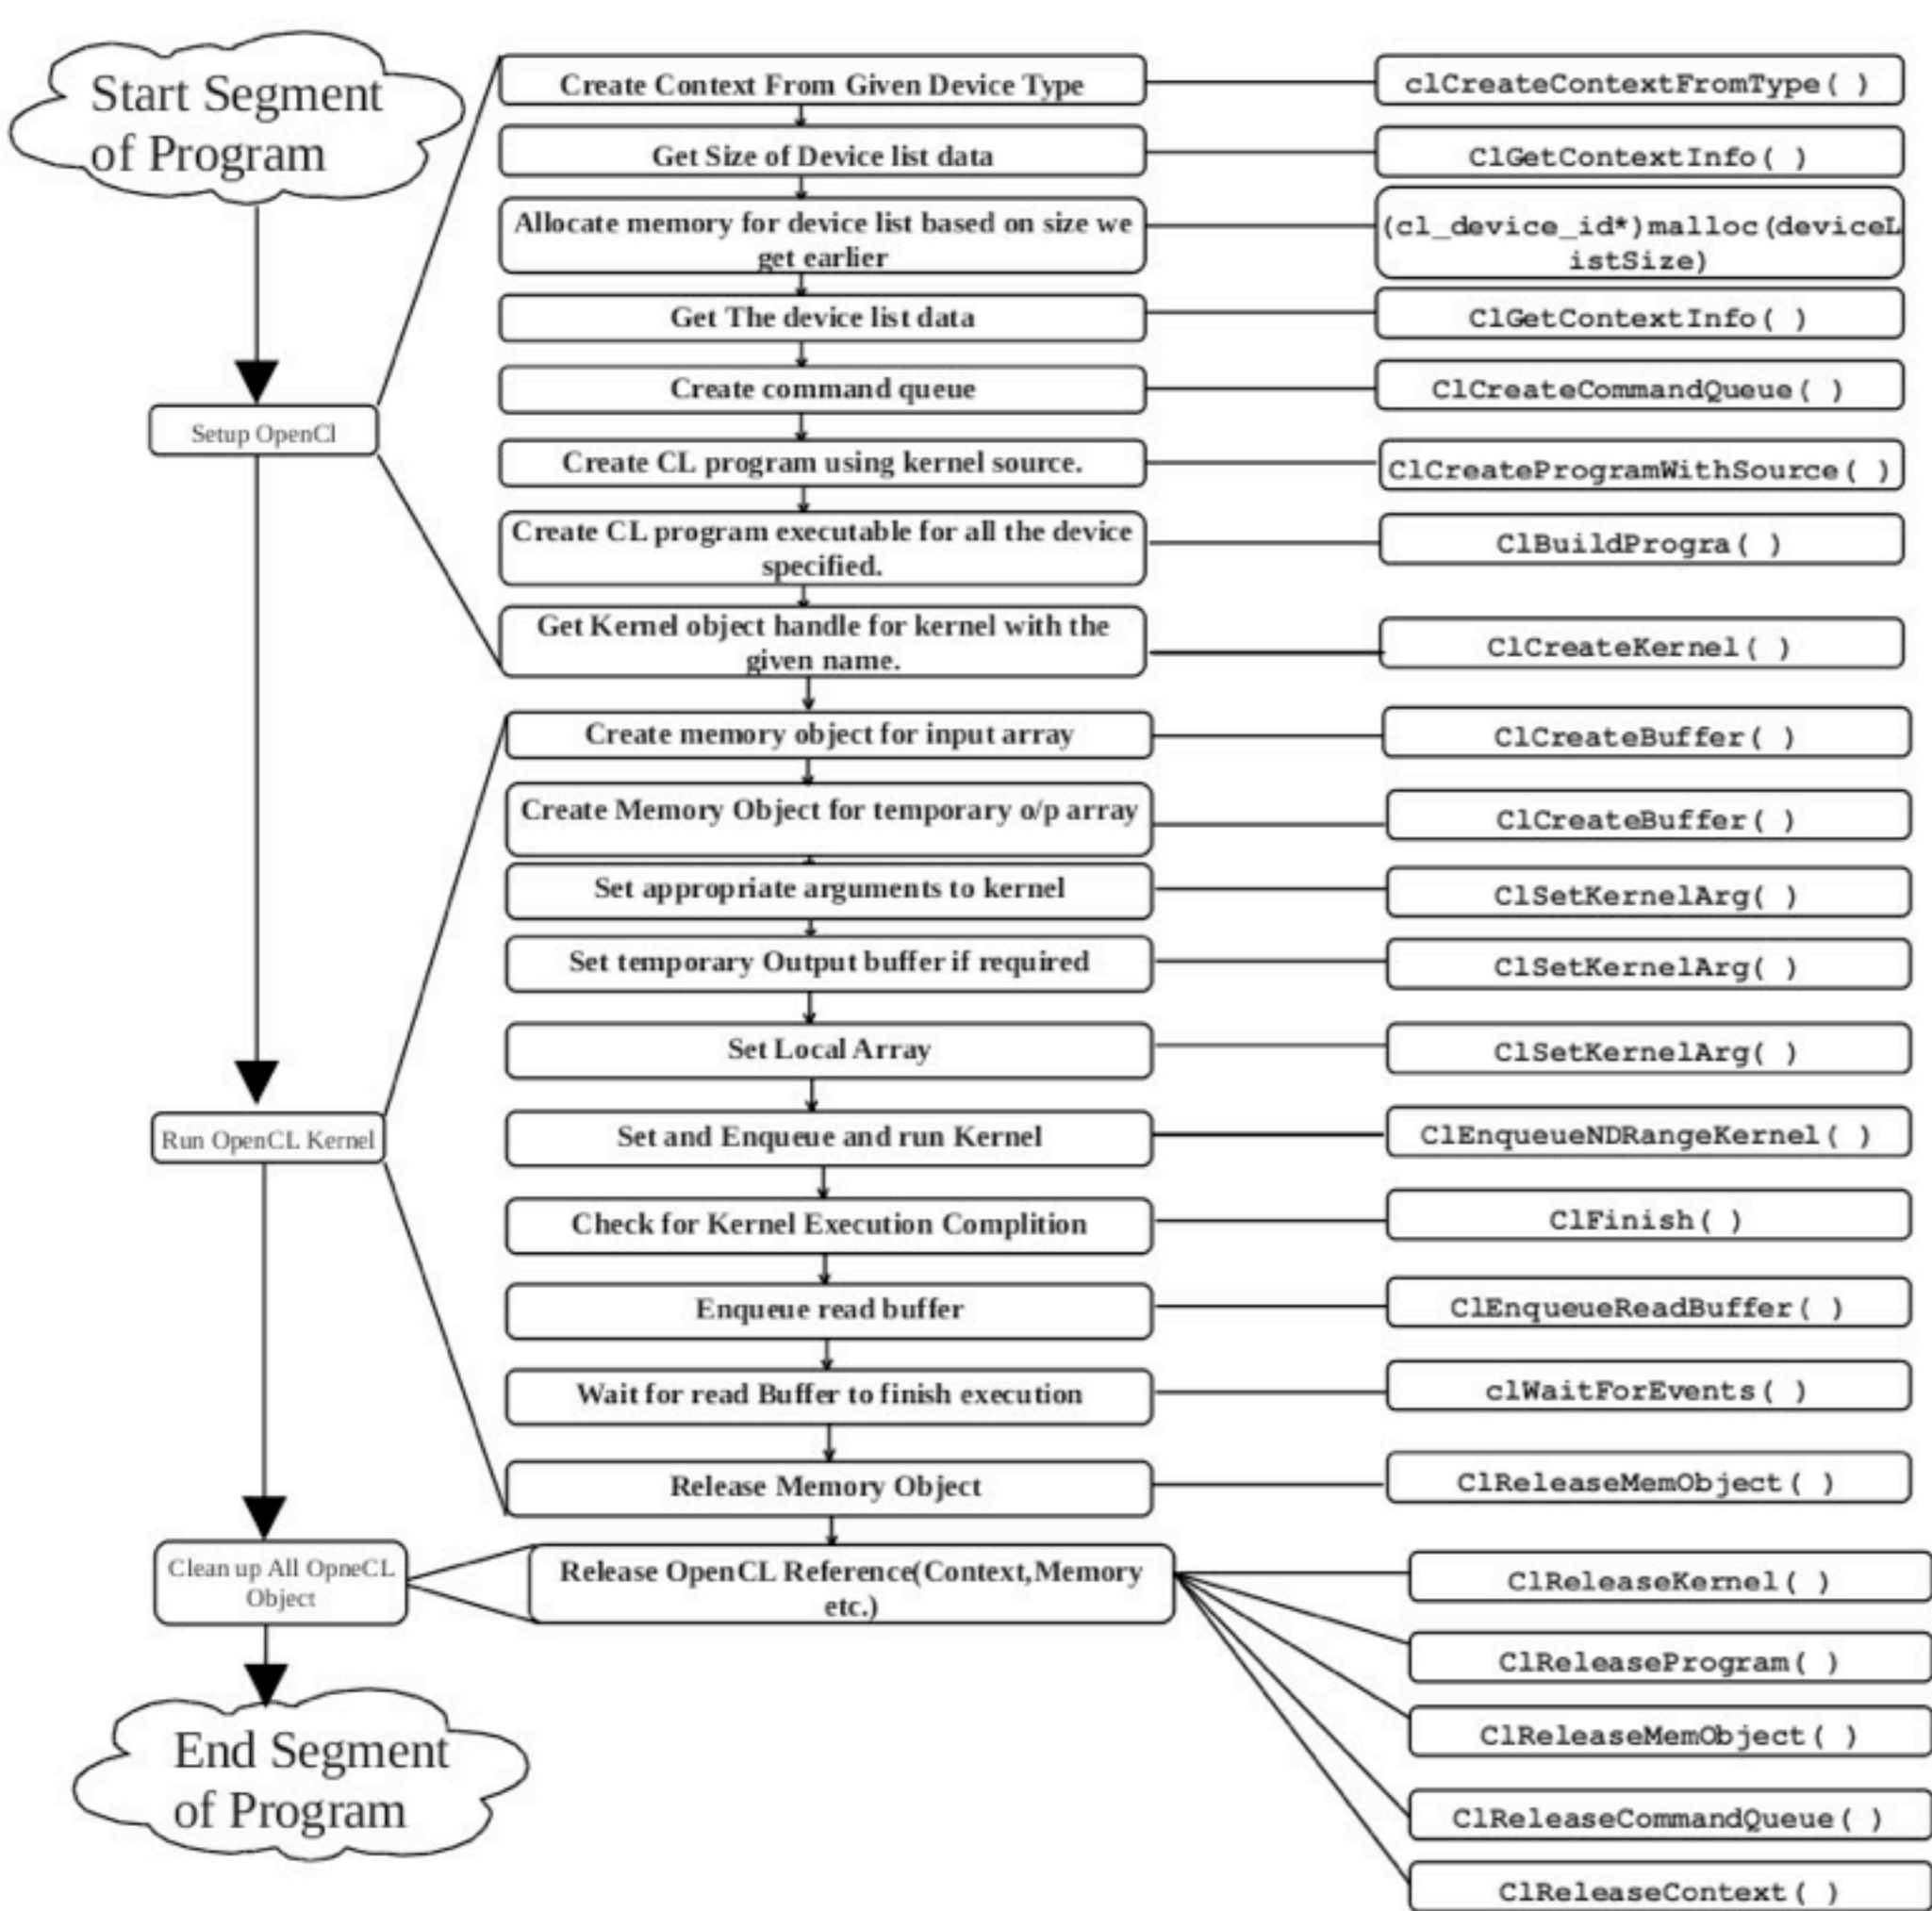 Start Segment
of Program
Create Context From Given Device Type
clCreateContextFromType( )
Get Size of Device list data
ClGetContextInfo( )
Allocate memory for device list based on size we
get earlier
(cl_device_id*)malloc(deviceL
istSize)
Get The device list data
ClGetContextInfo( )
Create command queue
ClCreateCommandQueue( )
Setup OpenCl
Create CL program using kernel source.
ClCreateProgramWithSource( )
Create CL program executable for all the device
specified.
ClBuildProgra( )
Get Kernel object handle for kernel with the
given name.
ClCreateKernel( )
Create memory object for input array
ClCreateBuffer( )
Create Memory Object for temporary o/p array
ClCreateBuffer( )
Set appropriate arguments to kernel
ClSetKernelArg( )
Set temporary Output buffer if required
ClSetKernelArg( )
Set Local Array
ClSetKernelArg( )
Run OpenCL Kernel
Set and Enqueue and run Kernel
ClEnqueueNDRangeKernel( )
Check for Kernel Execution Complition
ClFinish( )
Enqueue read buffer
ClEnqueueReadBuffer( )
Wait for read Buffer to finish execution
clWaitForEvents( )
Release Memory Object
ClReleaseMemObject( )
Clean up All OpneCL
Object
Release OpenCL Reference(Context,Memory
etc.)
ClReleaseKernel( )
ClReleaseProgram( )
ClReleaseMemObject( )
ClReleaseCommandQueue( )
ClReleaseContext( )
End Segment
of Program